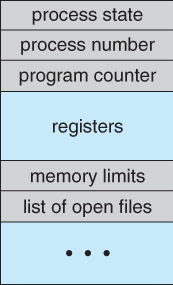 process state
process number
program counter
registers
memory limits
list of open files
• • •